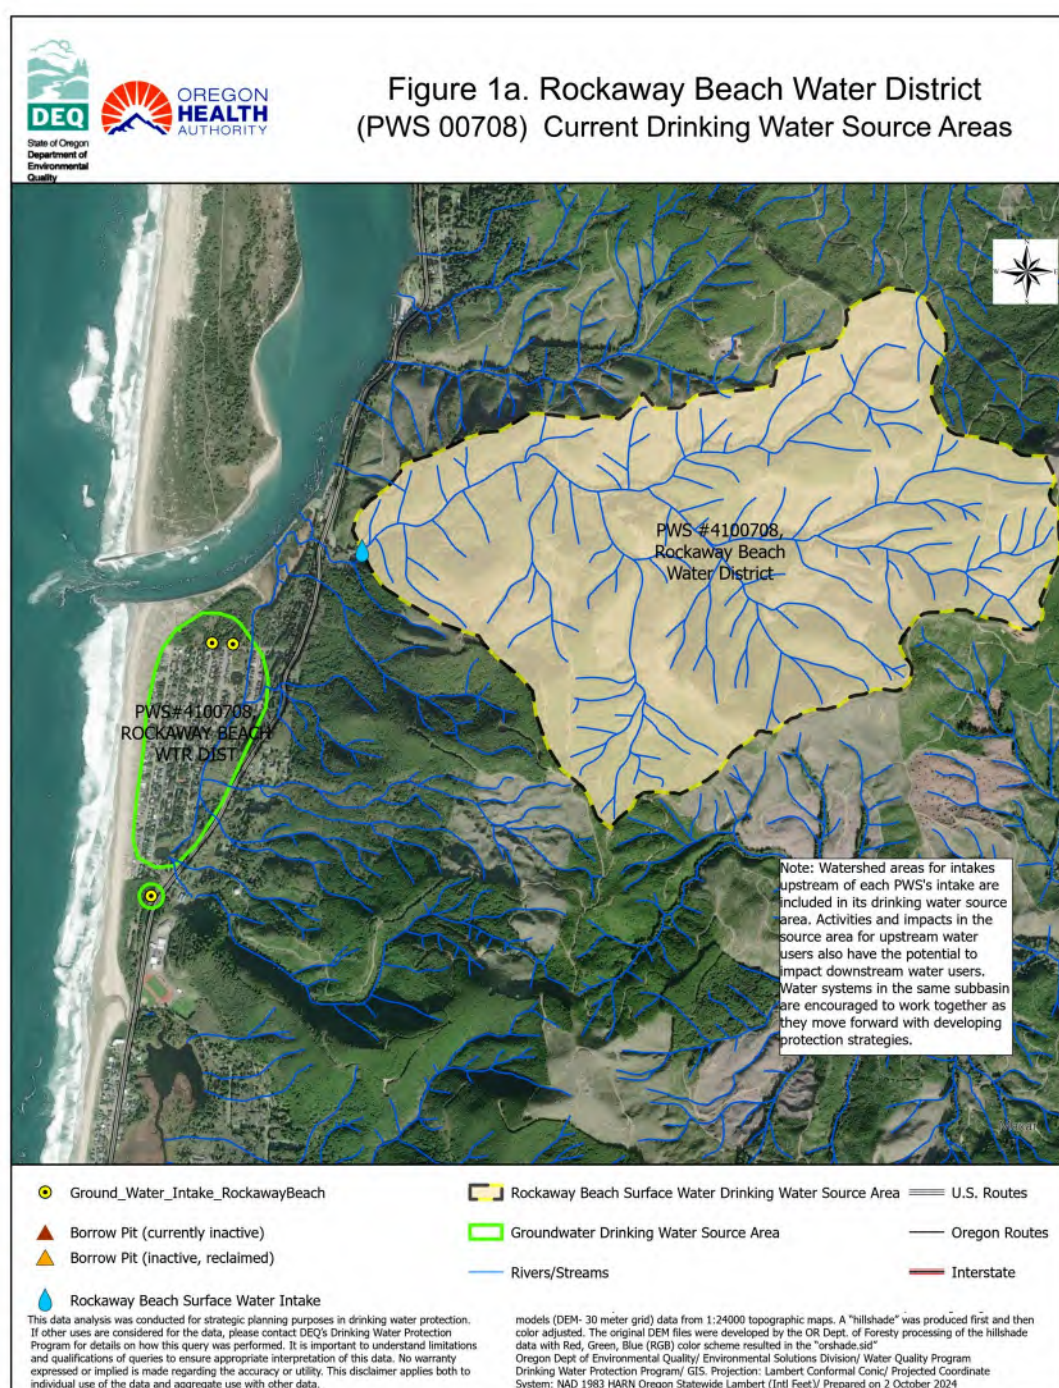 DEQ
State of Oregon
Department of
Environmental
Quality
OREGON
HEALTH
AUTHORITY
Figure 1a. Rockaway Beach Water District
(PWS 00708) Current Drinking Water Source Areas
N
W E
S
PWS #4100708,
Rockaway Beach
Water District
PWS#4100708,
ROCKAWAY BEACH
WTR DIST
Note: Watershed areas for intakes
upstream of each PWS's intake are
included in its drinking water source
area. Activities and impacts in the
source area for upstream water
users also have the potential to
impact downstream water users.
Water systems in the same subbasin
are encouraged to work together as
they move forward with developing
protection strategies.
Maxar
Ground_Water_Intake_RockawayBeach
Borrow Pit (currently inactive)
Borrow Pit (inactive, reclaimed)
Rockaway Beach Surface Water Intake
Rockaway Beach Surface Water Drinking Water Source Area
Groundwater Drinking Water Source Area
Rivers/Streams
U.S. Routes
Oregon Routes
Interstate
This data analysis was conducted for strategic planning purposes in drinking water protection.
If other uses are considered for the data, please contact DEQ's Drinking Water Protection
Program for details on how this query was performed. It is important to understand limitations
and qualifications of queries to ensure appropriate interpretation of this data. No warranty
expressed or implied is made regarding the accuracy or utility. This disclaimer applies both to
individual use of the data and aggregate use with other data.
models (DEM- 30 meter grid) data from 1:24000 topographic maps. A "hillshade" was produced first and then
color adjusted. The original DEM files were developed by the OR Dept. of Foresty processing of the hillshade
data with Red, Green, Blue (RGB) color scheme resulted in the "orshade.sid"
Oregon Dept of Environmental Quality/ Environmental Solutions Division/ Water Quality Program
Drinking Water Protection Program/ GIS. Projection: Lambert Conformal Conic/ Projected Coordinate
System: NAD 1983 HARN Oregon Statewide Lambert (Intl Feet)/ Prepared on 2 October 2024